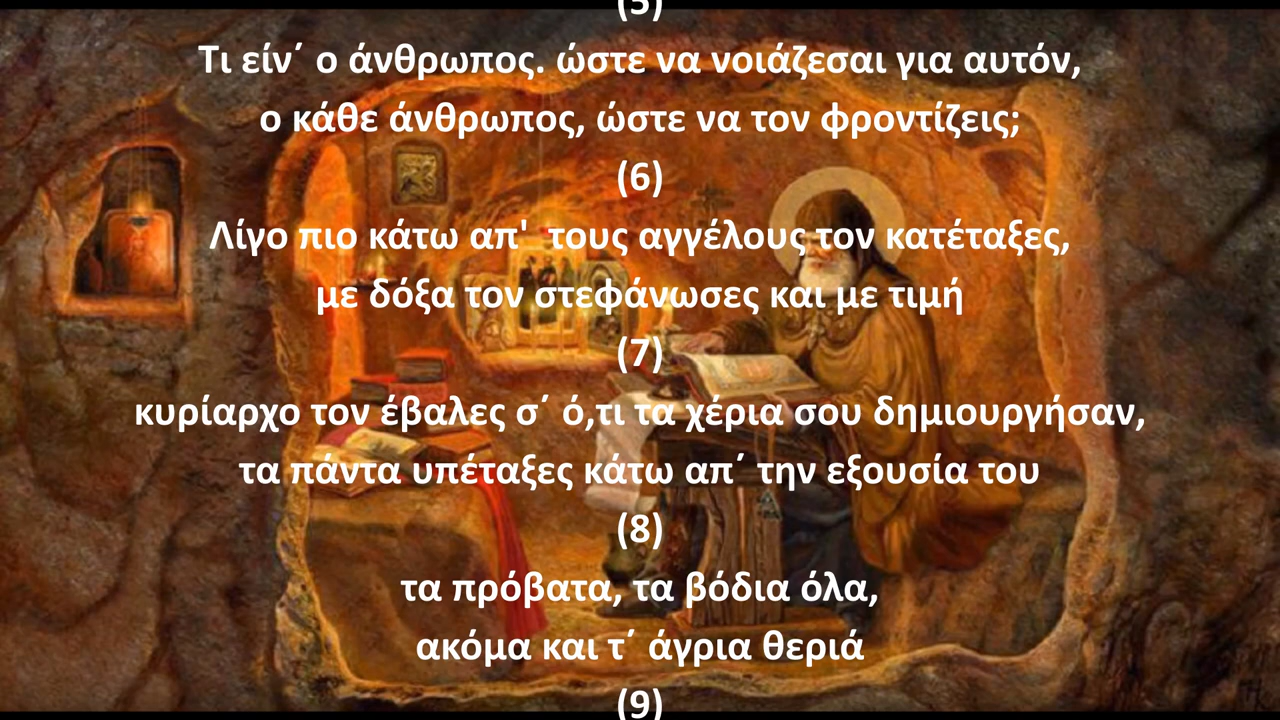 (5)
Τι είν΄ ο άνθρωπος. ώστε να νοιάζεσαι για αυτόν,
ο κάθε άνθρωπος, ώστε να τον φροντίζεις;
(6)
Λίγο πιο κάτω απ'  τους αγγέλους τον κατέταξες,
με δόξα τον στεφάνωσες και με τιμή
(7)
κυρίαρχο τον έβαλες σ΄ ό,τι τα χέρια σου δημιουργήσαν,
τα πάντα υπέταξες κάτω απ΄ την εξουσία του
(8)
τα πρόβατα, τα βόδια όλα,
ακόμα και τ΄ άγρια θεριά
(9)